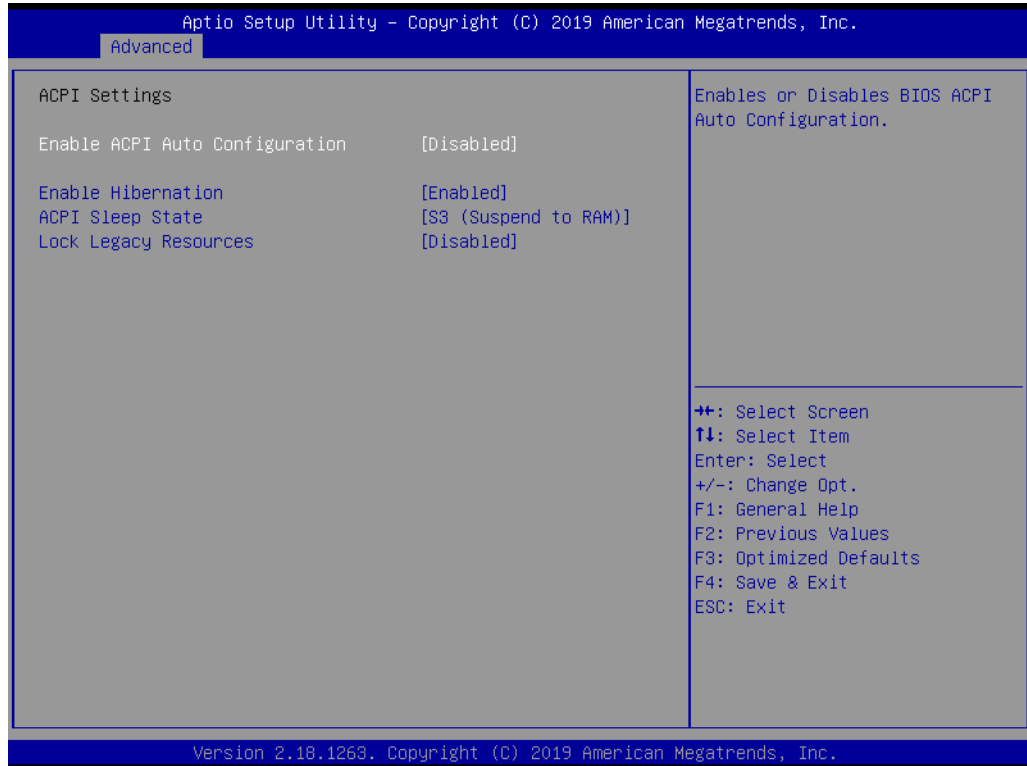 Aptio Setup Utility – Copyright (C) 2019 American Megatrends, Inc.
Advanced
ACPI Settings
Enable ACPI Auto Configuration [Disabled]
Enable Hibernation [Enabled]
ACPI Sleep State [S3 (Suspend to RAM)]
Lock Legacy Resources [Disabled]
Enables or Disables BIOS ACPI
Auto Configuration.
→←: Select Screen
↑↓: Select Item
Enter: Select
+/-: Change Opt.
F1: General Help
F2: Previous Values
F3: Optimized Defaults
F4: Save & Exit
ESC: Exit
Version 2.18.1263. Copyright (C) 2019 American Megatrends, Inc.